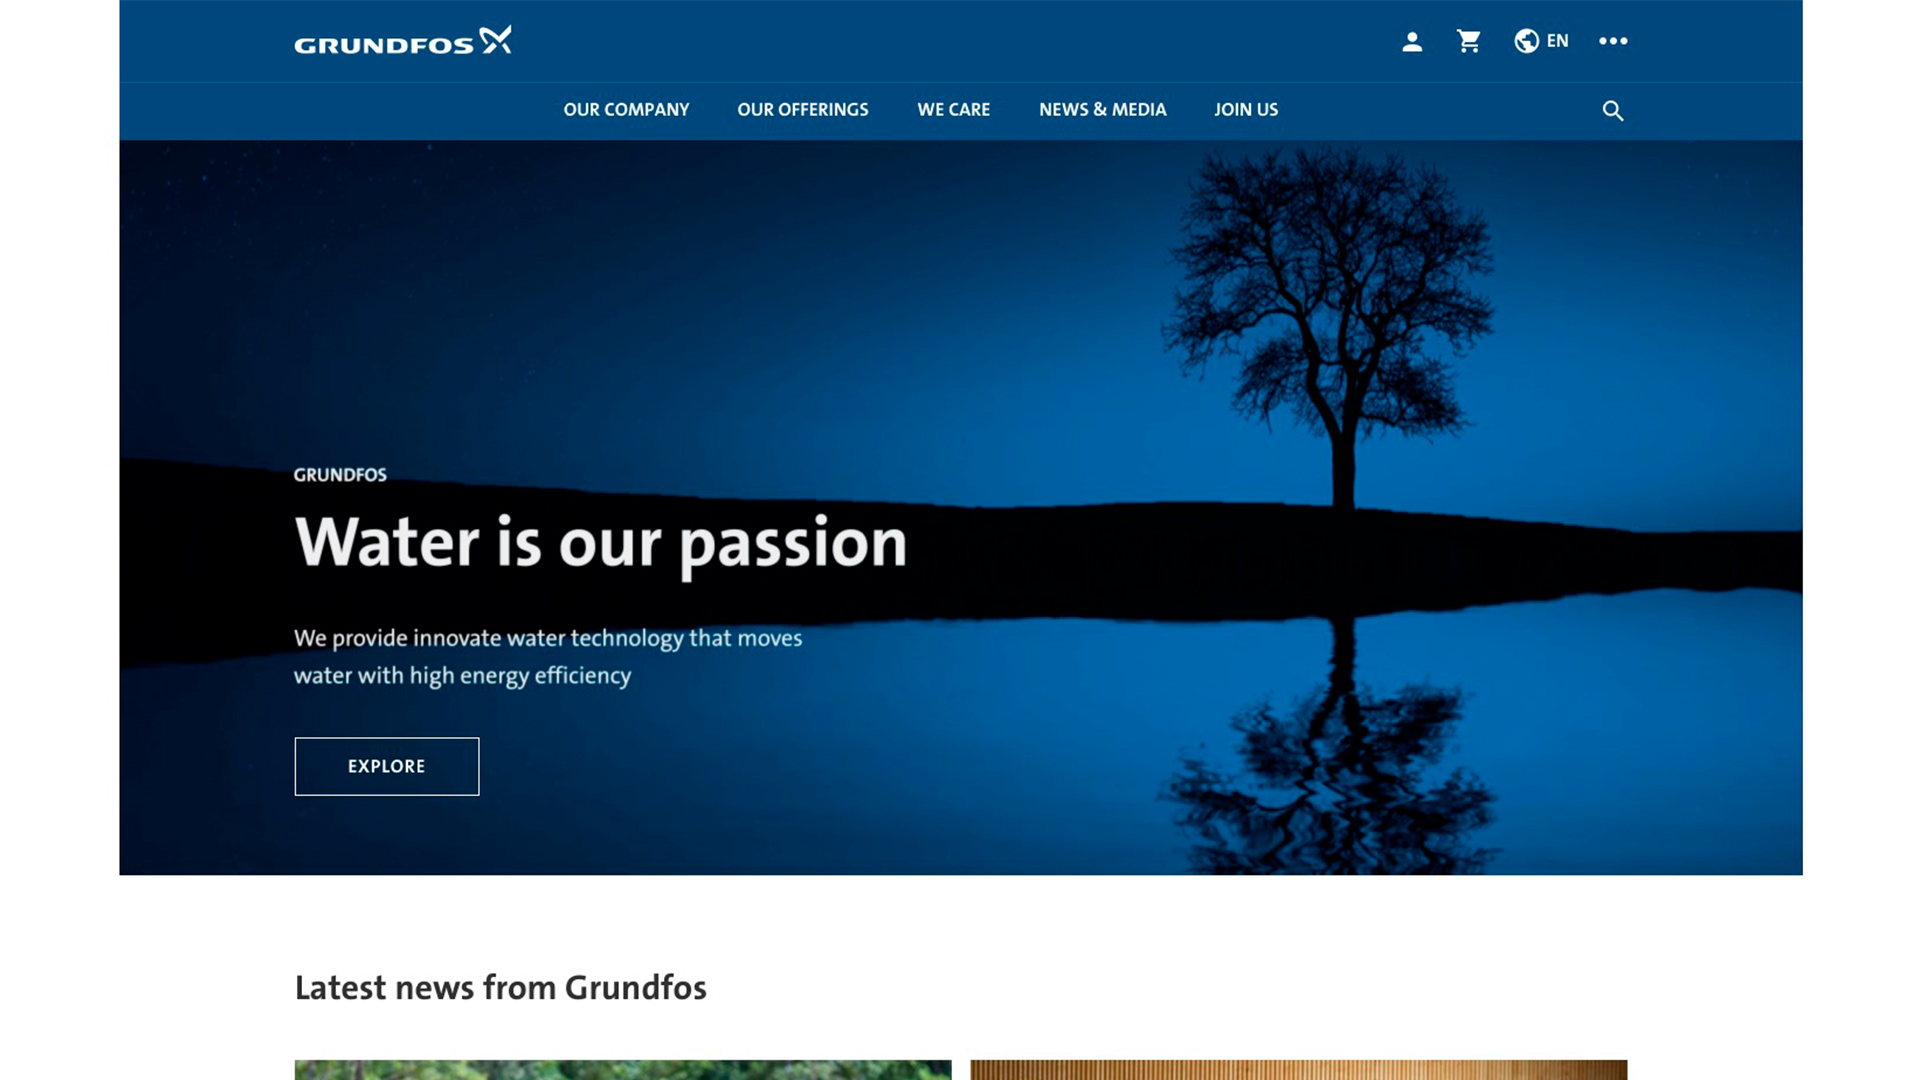 GRUNDFOS
EN
OUR COMPANY OUR OFFERINGS WE CARE NEWS & MEDIA JOIN US
GRUNDFOS
Water is our passion
We provide innovate water technology that moves
water with high energy efficiency
EXPLORE
Latest news from Grundfos